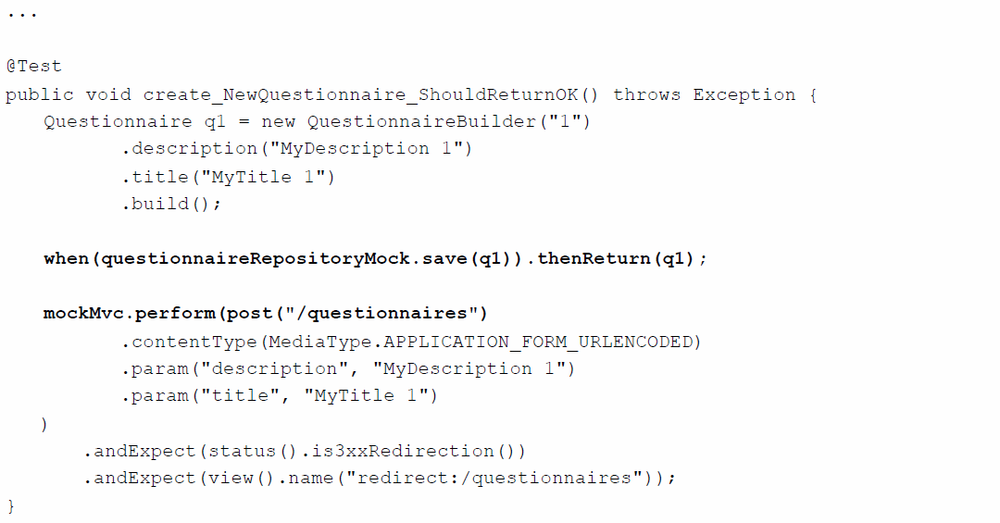 ...
@Test
public void create_NewQuestionnaire_ShouldReturnOK() throws Exception {
Questionnaire q1 = new QuestionnaireBuilder("1")
.description("MyDescription 1")
.title("MyTitle 1")
.build();
when(questionnaireRepositoryMock.save(q1)).thenReturn(q1);
mockMvc.perform(post("/questionnaires")
.contentType(MediaType.APPLICATION_FORM_URLENCODED)
.param("description", "MyDescription 1")
.param("title", "MyTitle 1")
)
.andExpect(status().is3xxRedirection())
.andExpect(view().name("redirect:/questionnaires"));
}